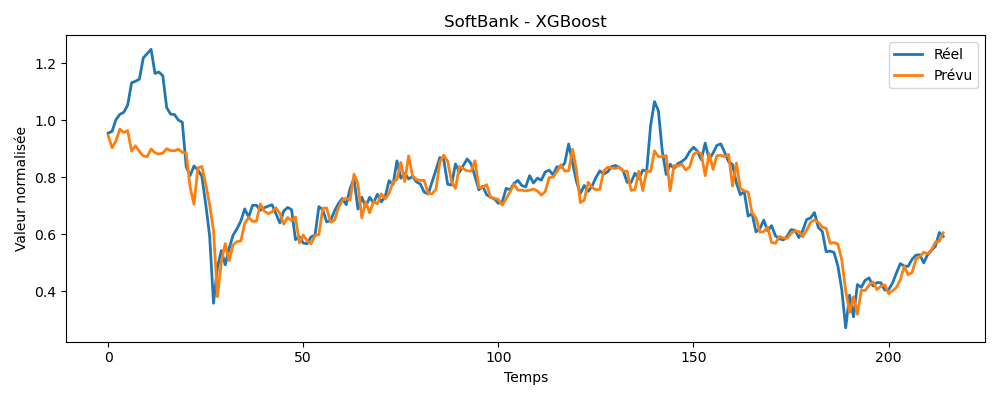 SoftBank - XGBoost
Réel
Prévu
Valeur normalisée
1.2
1.0
0.8
0.6
0.4
0 50 100 150 200
Temps